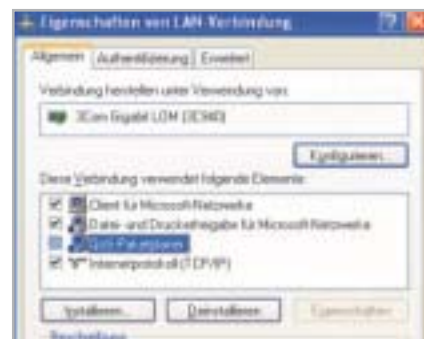 Eigenschaften von LAN-Verbindung
Allgemein Authentifizierung Erweitert
Verbindung herstellen unter Verwendung von:
3Com Gigabit LOM (3C940)
Konfigurieren...
Diese Verbindung verwendet folgende Elemente:
Client für Microsoft-Netzwerke
Datei- und Druckerfreigabe für Microsoft-Netzwerke
QoS-Paketplaner
Internetprotokoll (TCP/IP)
Installieren... Deinstallieren Eigenschaften
Beschreibung